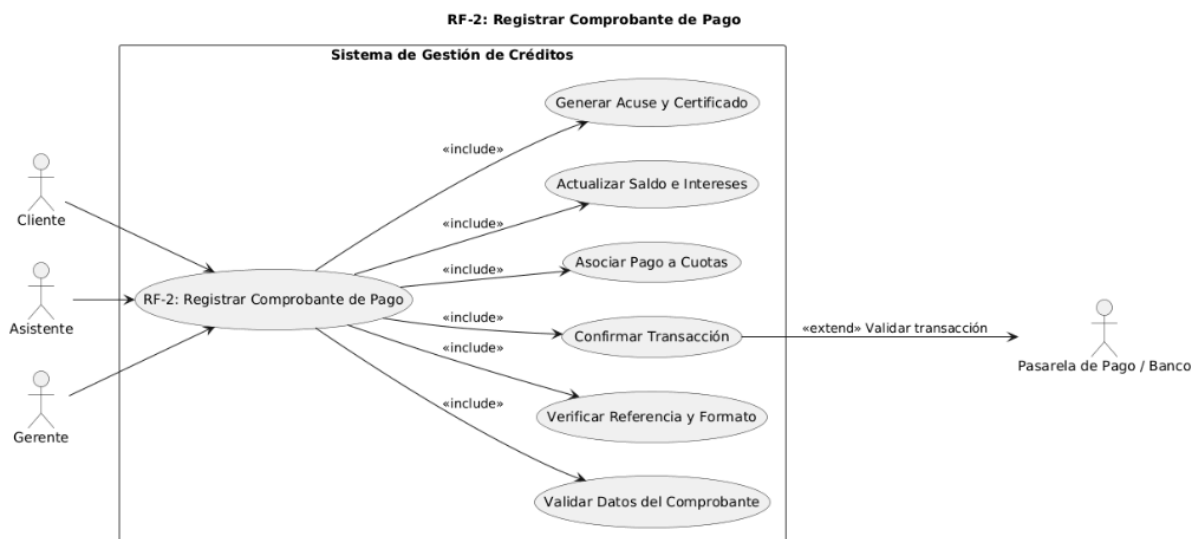 RF-2: Registrar Comprobante de Pago
Sistema de Gestión de Créditos
Generar Acuse y Certificado
«include»
Cliente
Actualizar Saldo e Intereses
«include»
Asociar Pago a Cuotas
«include»
RF-2: Registrar Comprobante de Pago
Asistente
«include»
Confirmar Transacción
«extend» Validar transacción
Pasarela de Pago / Banco
«include»
Verificar Referencia y Formato
Gerente
«include»
Validar Datos del Comprobante